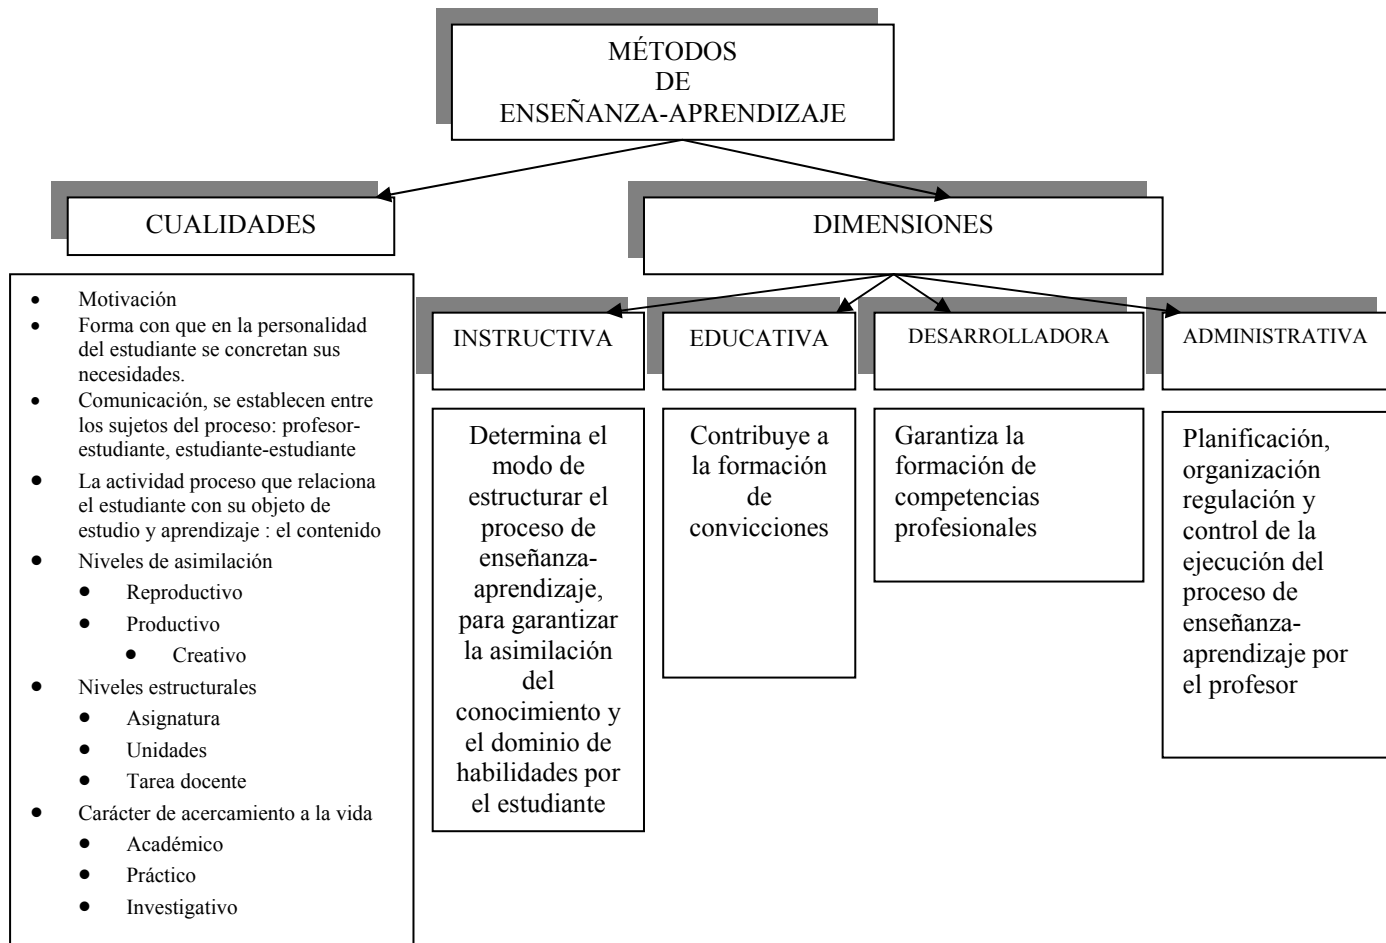 MÉTODOS
DE
ENSEÑANZA-APRENDIZAJE
CUALIDADES
DIMENSIONES
• Motivación
• Forma con que en la personalidad
del estudiante se concretan sus
necesidades.
• Comunicación, se establecen entre
los sujetos del proceso: profesor-
estudiante, estudiante-estudiante
• La actividad proceso que relaciona
el estudiante con su objeto de
estudio y aprendizaje : el contenido
• Niveles de asimilación
• Reproductivo
• Productivo
• Creativo
• Niveles estructurales
• Asignatura
• Unidades
• Tarea docente
• Carácter de acercamiento a la vida
• Académico
• Práctico
• Investigativo
INSTRUCTIVA
Determina el
modo de
estructurar el
proceso de
enseñanza-
aprendizaje,
para garantizar
la asimilación
del
conocimiento y
el dominio de
habilidades por
el estudiante
EDUCATIVA
Contribuye a
la formación
de
convicciones
DESARROLLADORA
Garantiza la
formación de
competencias
profesionales
ADMINISTRATIVA
Planificación,
organización
regulación y
control de la
ejecución del
proceso de
enseñanza-
aprendizaje por
el profesor